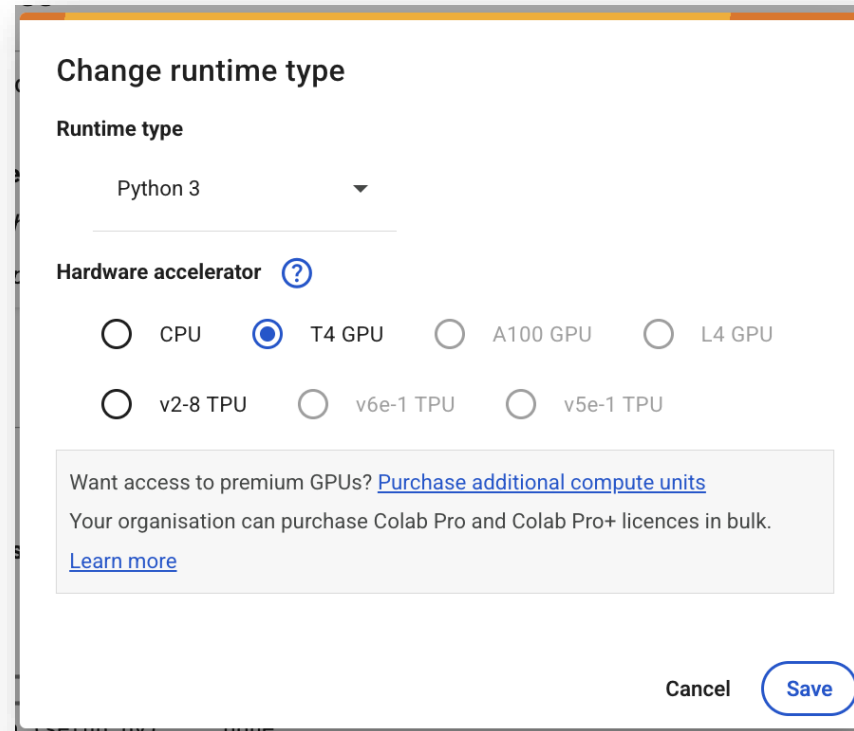 Change runtime type
Runtime type
Python 3
Hardware accelerator ?
CPU T4 GPU A100 GPU L4 GPU
v2-8 TPU v6e-1 TPU v5e-1 TPU
Want access to premium GPUs? Purchase additional compute units
Your organisation can purchase Colab Pro and Colab Pro+ licences in bulk.
Learn more
Cancel Save